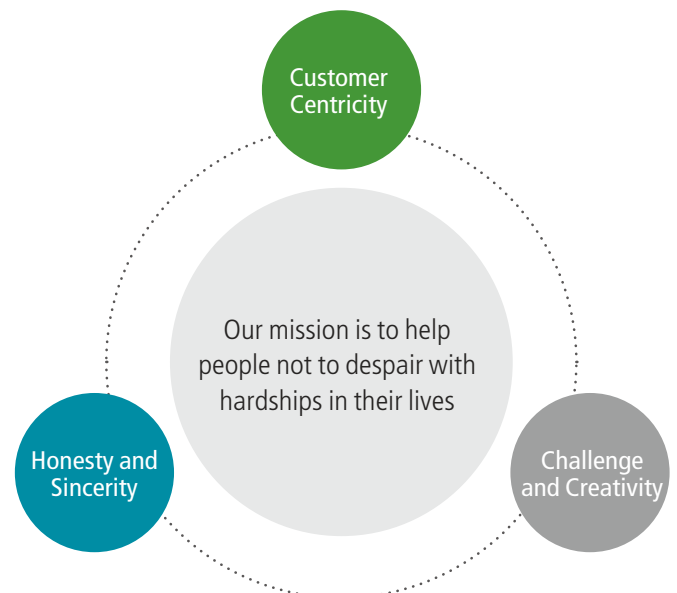 Customer
Centricity
Our mission is to help
people not to despair with
hardships in their lives
Honesty and
Sincerity
Challenge
and Creativity